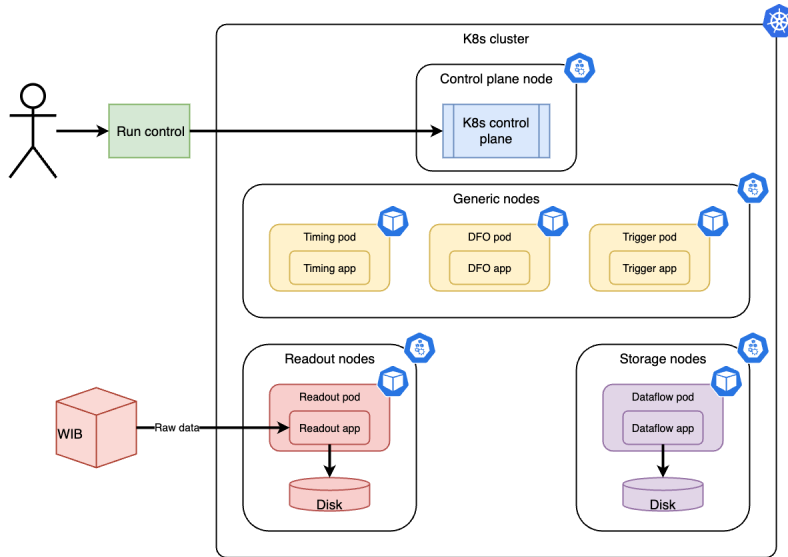 K8s cluster
Control plane node
Run control
K8s control
plane
Generic nodes
Timing pod
DFO pod
Trigger pod
Timing app
DFO app
Trigger app
Readout nodes
Storage nodes
Readout pod
Dataflow pod
WIB
Raw data
Readout app
Dataflow app
Disk
Disk